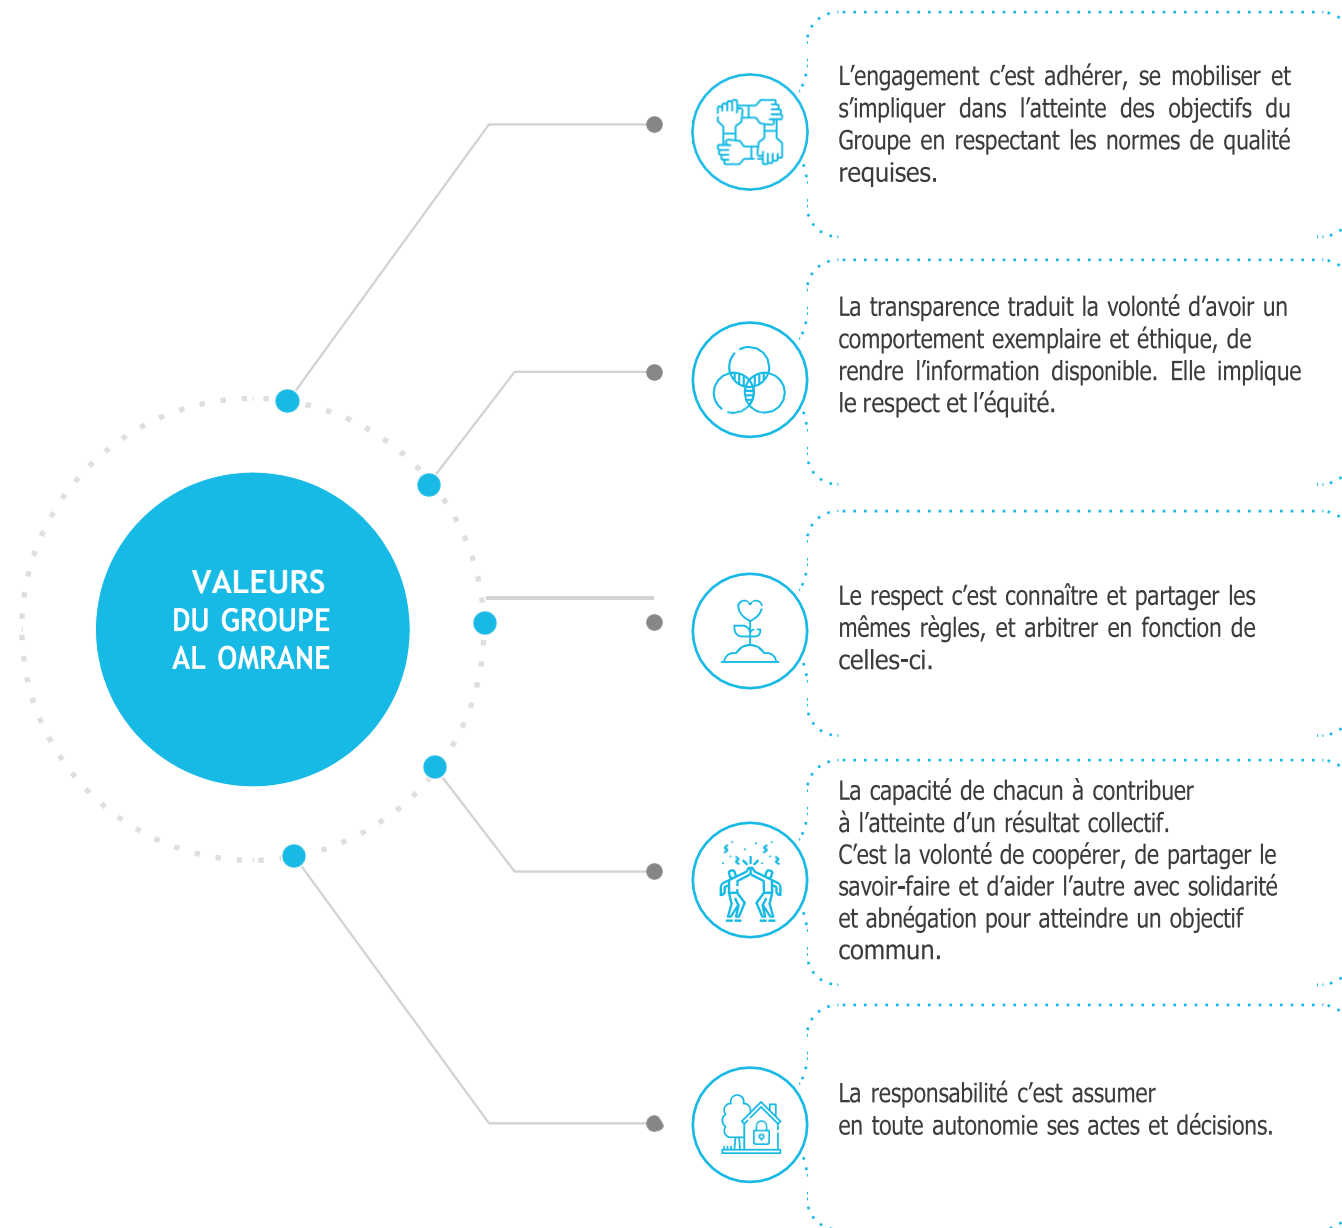 VALEURS
DU GROUPE
AL OMRANE
L’engagement c’est adhérer, se mobiliser et
s’impliquer dans l’atteinte des objectifs du
Groupe en respectant les normes de qualité
requises.
La transparence traduit la volonté d’avoir un
comportement exemplaire et éthique, de
rendre l’information disponible. Elle implique
le respect et l’équité.
Le respect c’est connaître et partager les
mêmes règles, et arbitrer en fonction de
celles-ci.
La capacité de chacun à contribuer
à l’atteinte d’un résultat collectif.
C’est la volonté de coopérer, de partager le
savoir-faire et d’aider l’autre avec solidarité
et abnégation pour atteindre un objectif
commun.
La responsabilité c’est assumer
en toute autonomie ses actes et décisions.